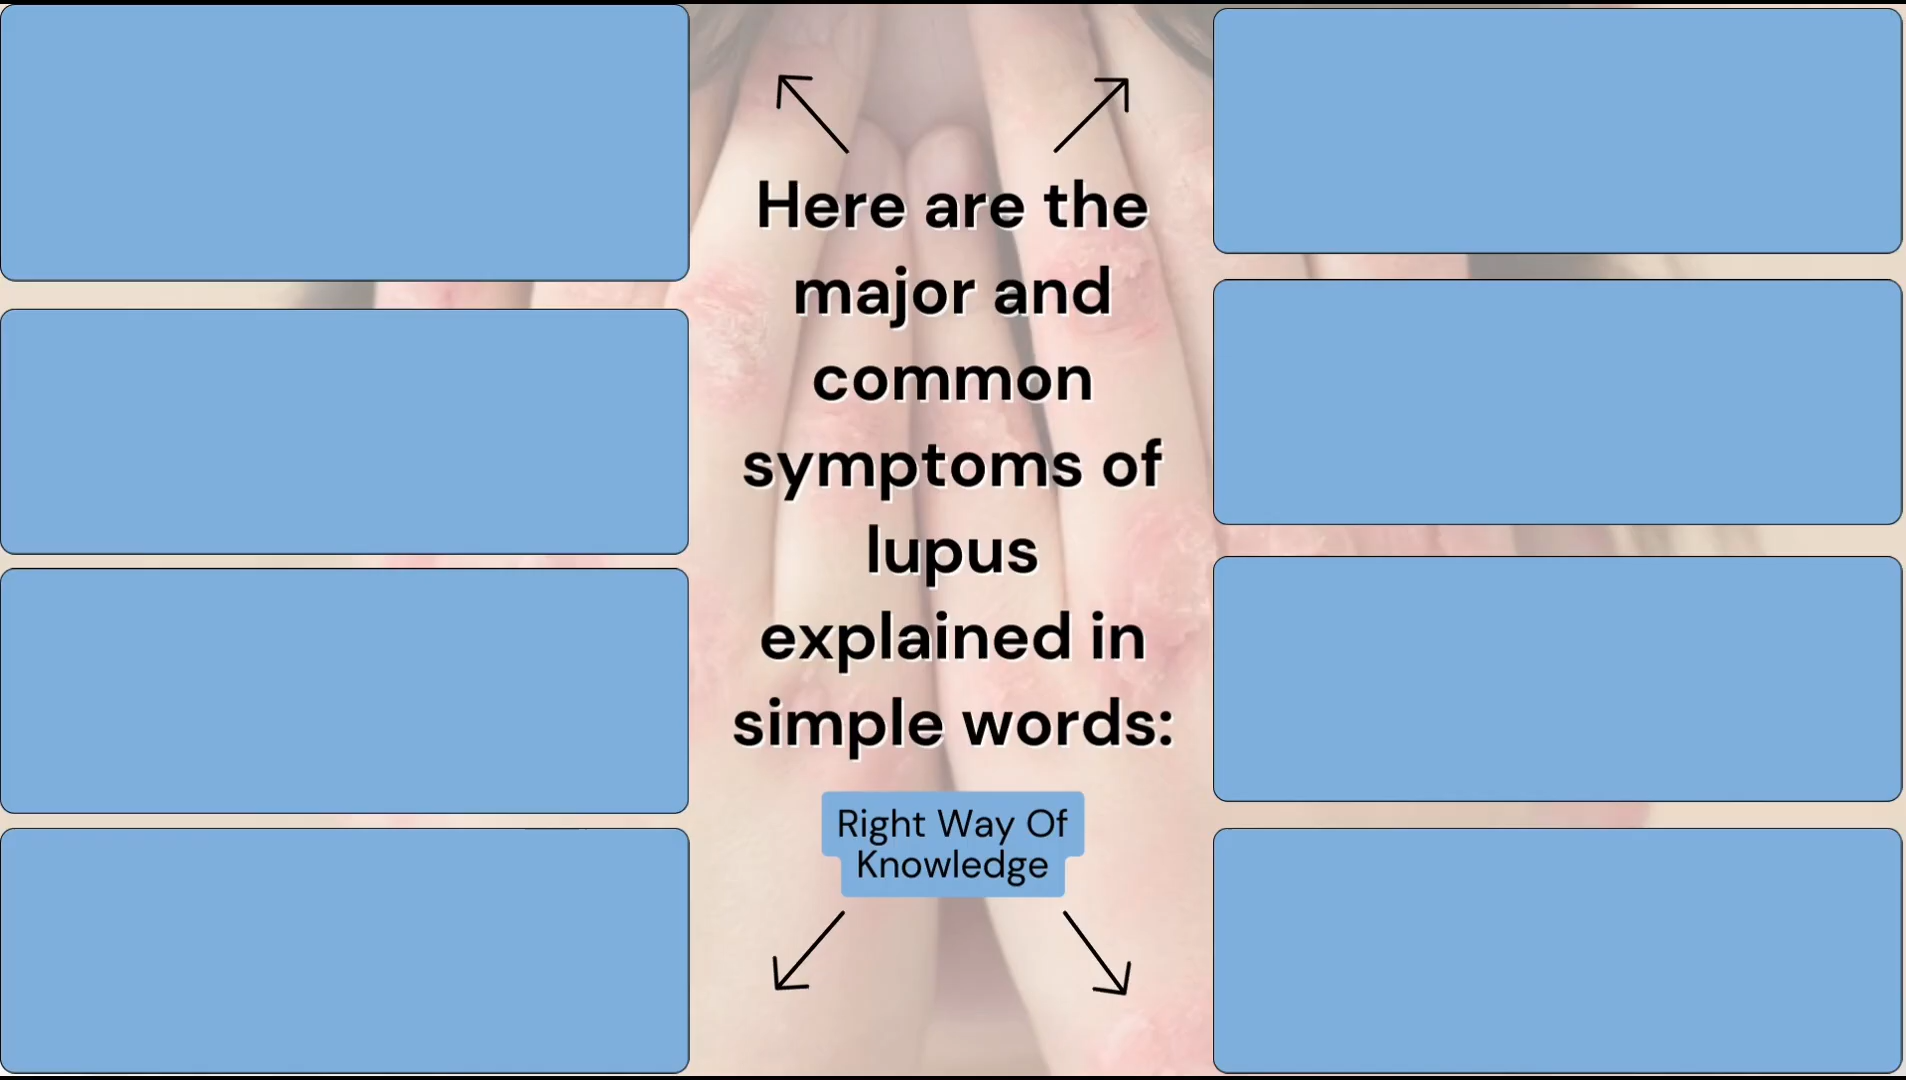 Here are the
major and
common
symptoms of
lupus
explained in
simple words:
Right Way Of
Knowledge